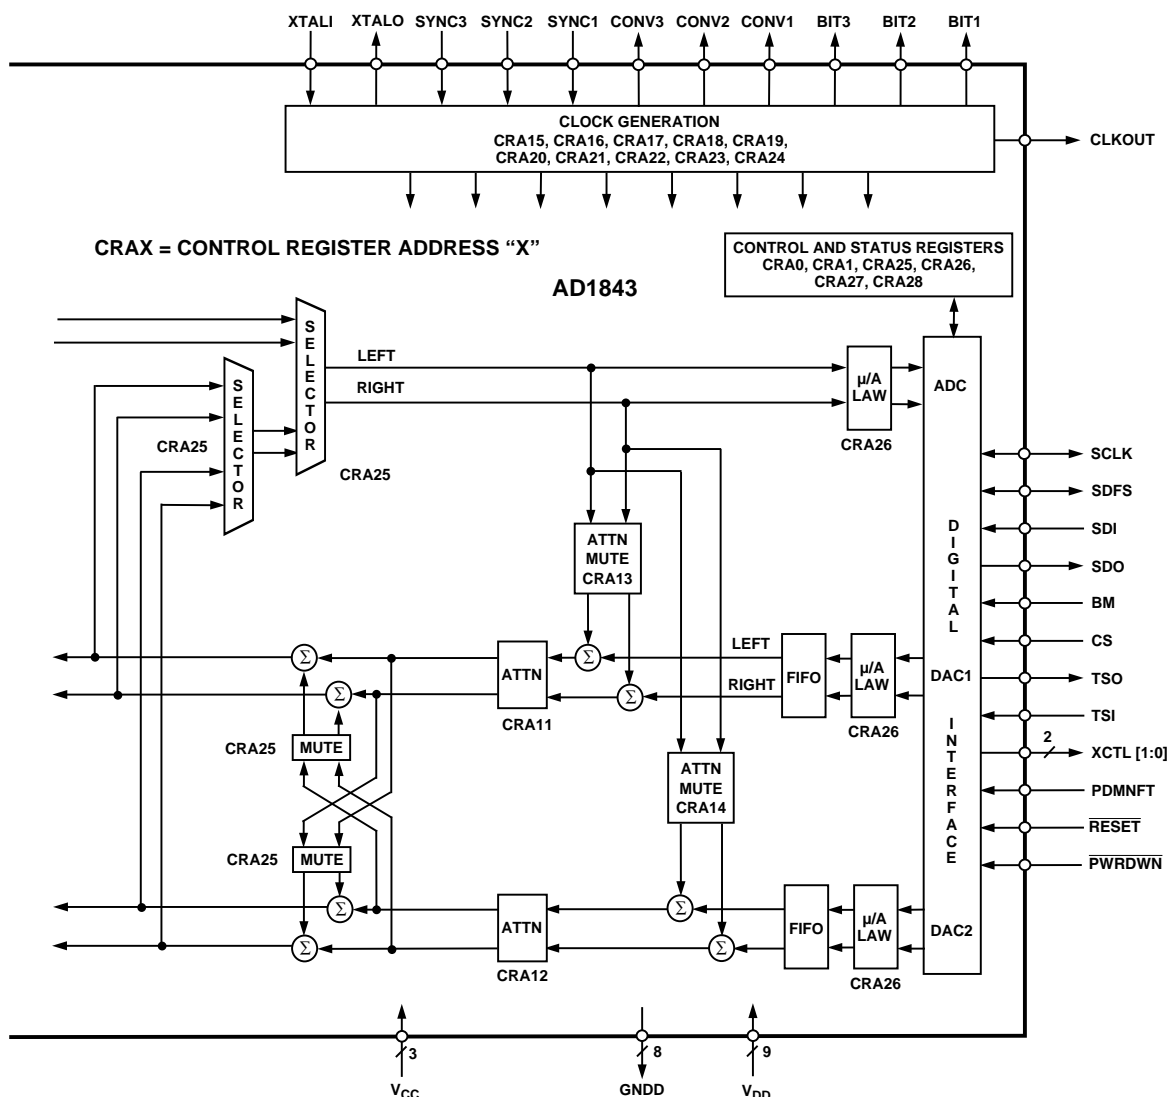 XTALI XTALO SYNC3 SYNC2 SYNC1 CONV3 CONV2 CONV1 BIT3 BIT2 BIT1
CLOCK GENERATION
CRA15, CRA16, CRA17, CRA18, CRA19,
CRA20, CRA21, CRA22, CRA23, CRA24
CLKOUT
CRAX = CONTROL REGISTER ADDRESS “X”
AD1843
CONTROL AND STATUS REGISTERS
CRA0, CRA1, CRA25, CRA26,
CRA27, CRA28
SELECTOR
CRA25
SELECTOR
CRA25
LEFT
RIGHT
µ/A
LAW
CRA26
ADC
DIGITAL
INTERFACE
DAC1
DAC2
SCLK
SDFS
SDI
SDO
BM
CS
TSO
TSI
2
XCTL [1:0]
PDMNFT
RESET
PWRDWN
ATTN
MUTE
CRA13
Σ
Σ
Σ
Σ
ATTN
CRA11
LEFT
RIGHT
FIFO
µ/A
LAW
CRA26
CRA25
MUTE
ATTN
MUTE
CRA14
CRA25
MUTE
Σ
Σ
Σ
Σ
ATTN
CRA12
FIFO
µ/A
LAW
CRA26
3
VCC
8
GNDD
9
VDD